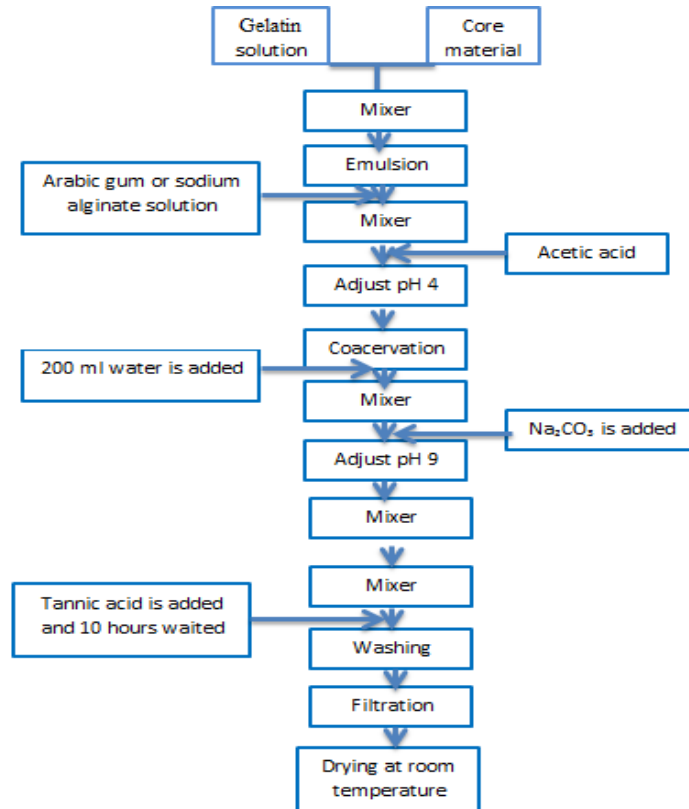 Gelatin
solution
Core
material
Mixer
Emulsion
Arabic gum or sodium
alginate solution
Mixer
Acetic acid
Adjust pH 4
Coacervation
200 ml water is added
Mixer
Na₂CO₃ is added
Adjust pH 9
Mixer
Mixer
Tannic acid is added
and 10 hours waited
Washing
Filtration
Drying at room
temperature